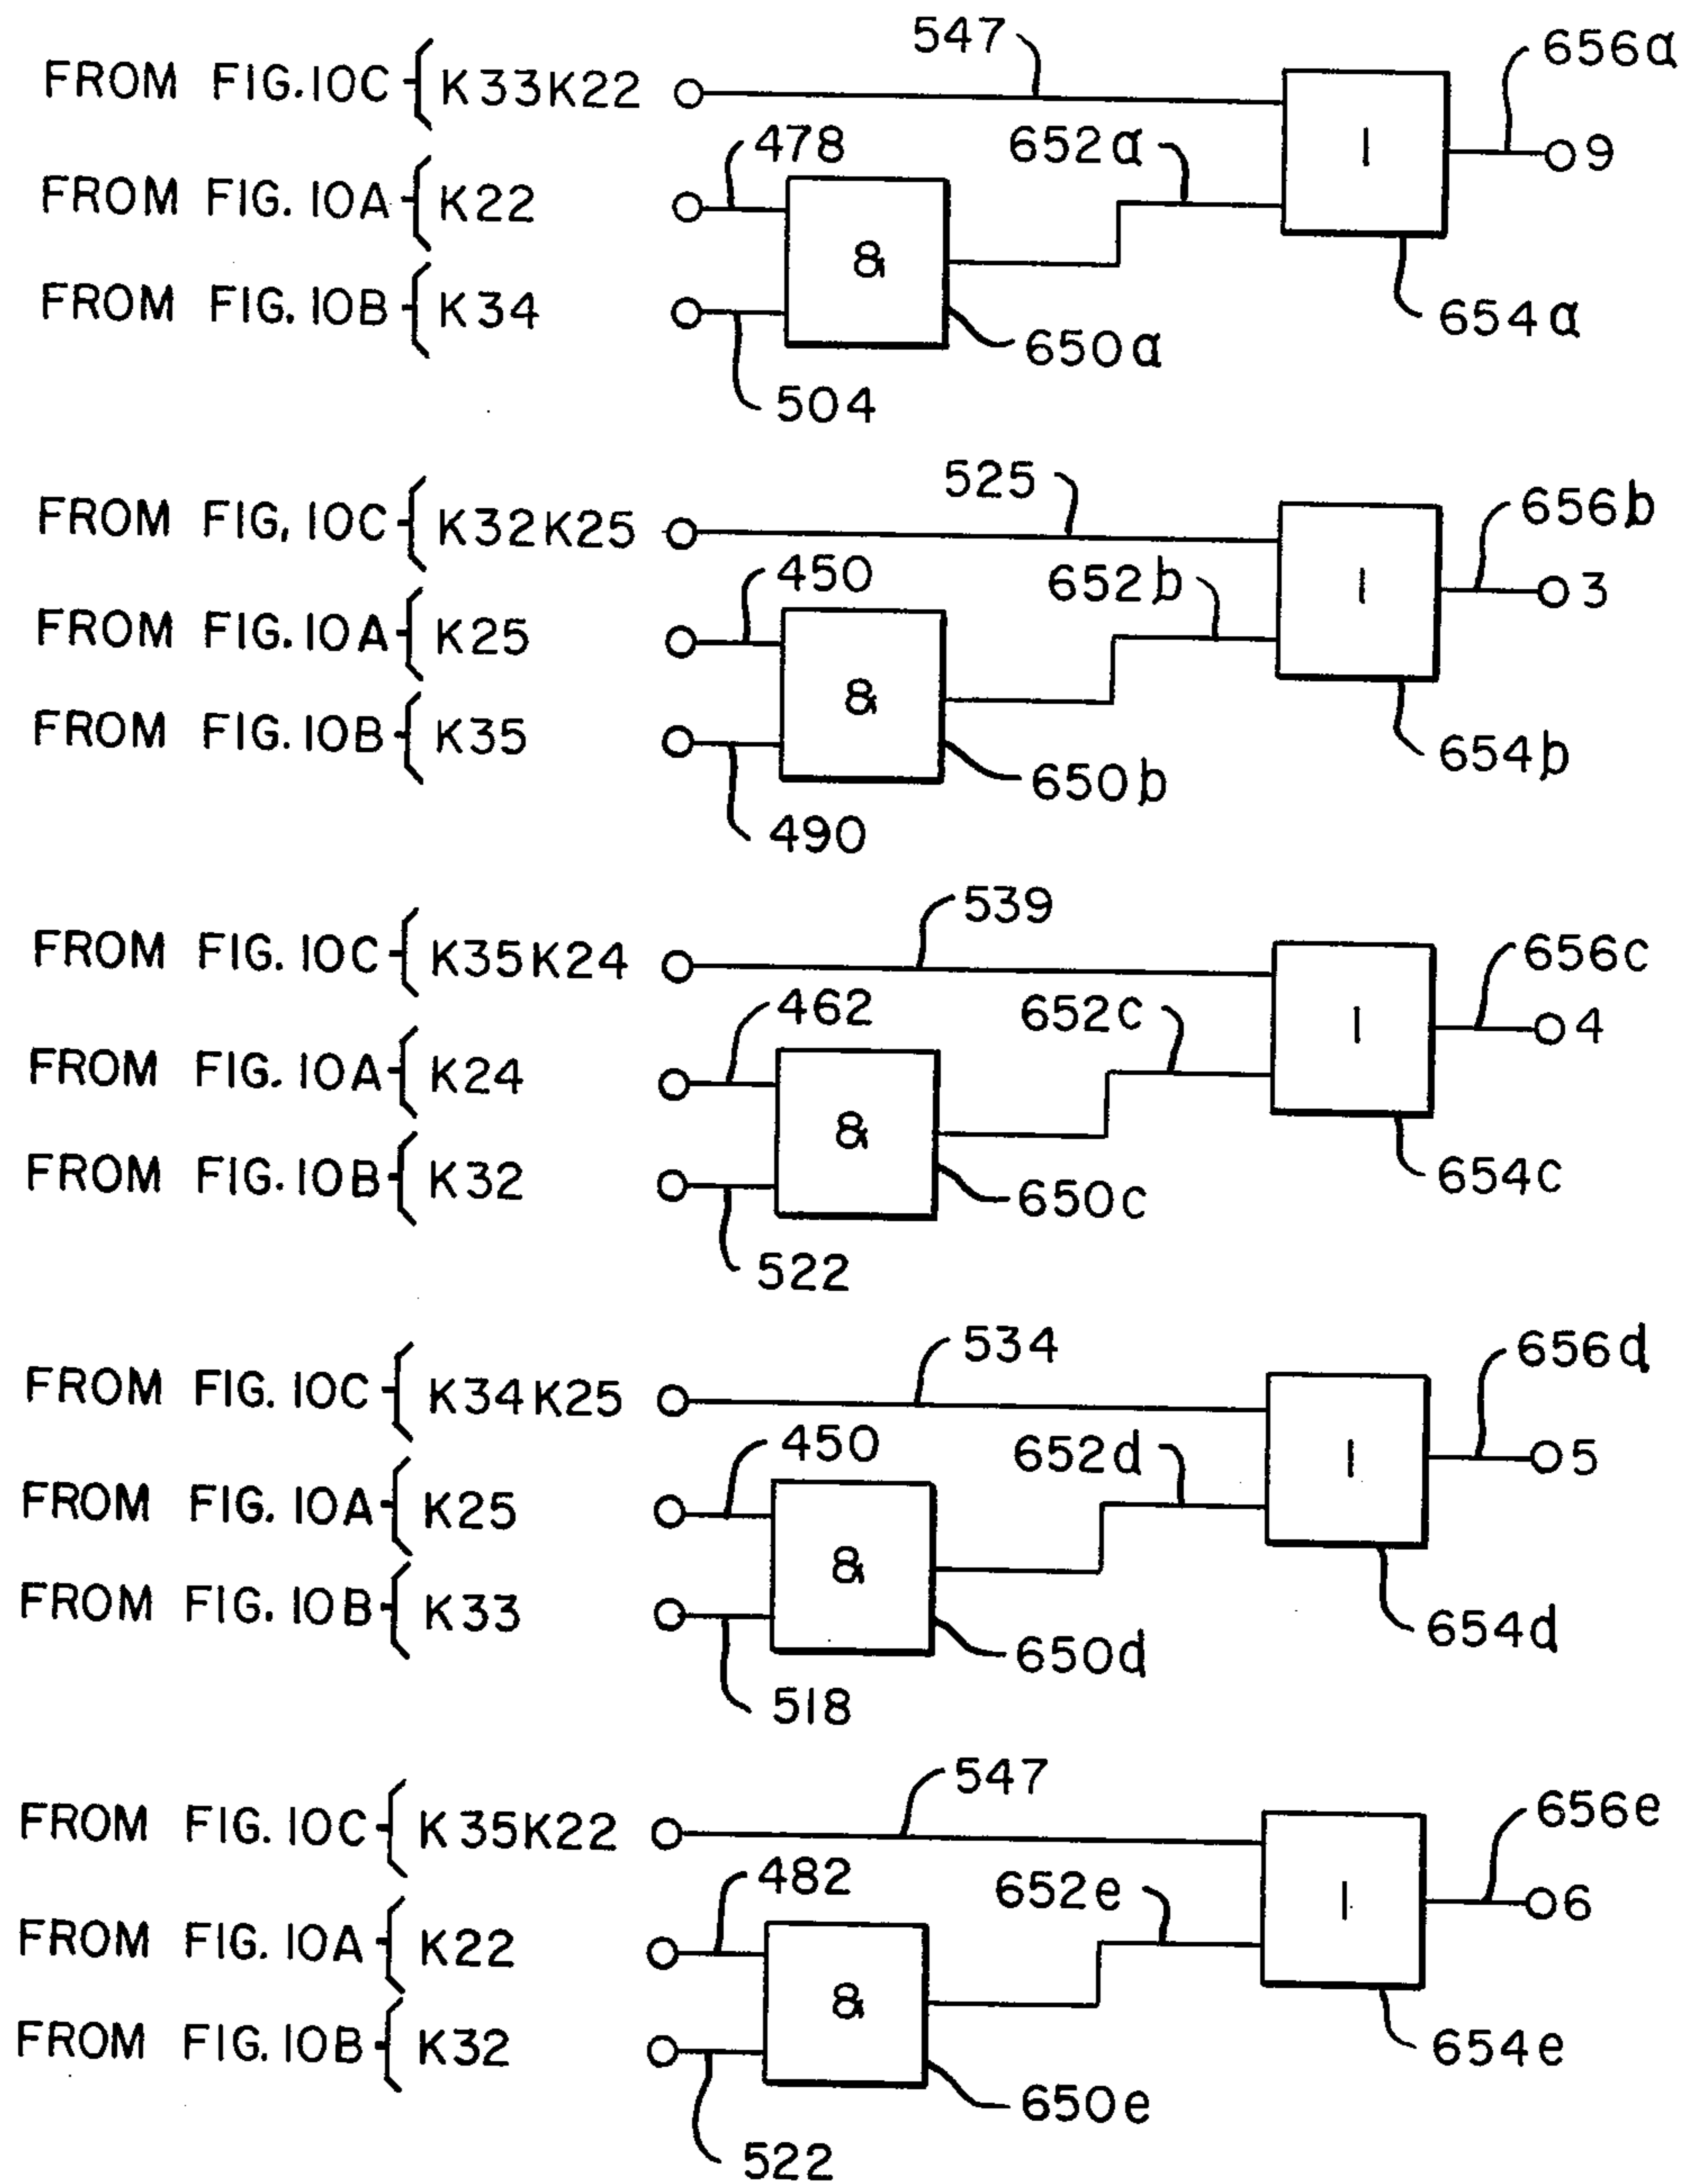 547
656a
FROM FIG.10C { K33K22
1
9
478
652a
FROM FIG. 10A { K22
&
FROM FIG. 10B { K34
650a
654a
504
525
656b
FROM FIG, 10C { K32K25
1
3
450
652b
FROM FIG. 10A { K25
&
FROM FIG. 10B { K35
650b
654b
490
539
656c
FROM FIG. 10C { K35K24
1
4
462
652c
FROM FIG. 10A { K24
&
FROM FIG. 10B { K32
650c
654c
522
534
656d
FROM FIG. 10C { K34K25
1
5
450
652d
FROM FIG. 10A { K25
&
FROM FIG. 10B { K33
650d
654d
518
547
656e
FROM FIG. 10C { K35K22
1
6
482
652e
FROM FIG. 10A { K22
&
FROM FIG. 10B { K32
650e
654e
522